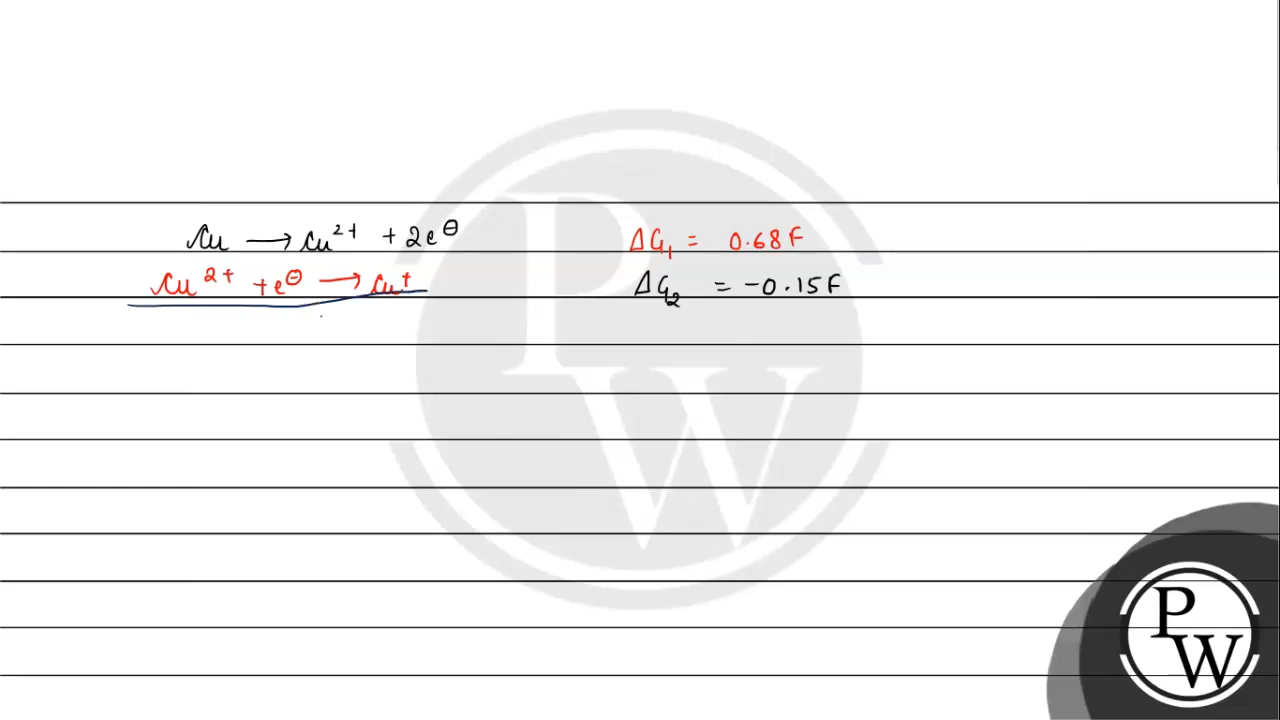 Cu ⟶ Cu²⁺ + 2e⊖ ΔG₁ = 0.68F
Cu²⁺ + e⊖ ⟶ Cu⁺ ΔG₂ = -0.15F
P
W
P
W